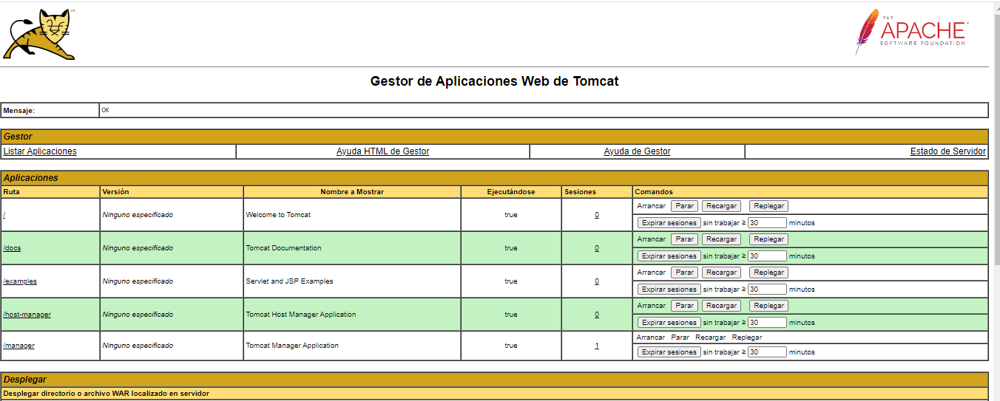 TM
THE
APACHE
SOFTWARE FOUNDATION
Gestor de Aplicaciones Web de Tomcat
Mensaje: OK
Gestor
Listar Aplicaciones Ayuda HTML de Gestor Ayuda de Gestor Estado de Servidor
Aplicaciones
Ruta Versión Nombre a Mostrar Ejecutándose Sesiones Comandos
/ Ninguno especificado Welcome to Tomcat true 0 Arrancar Parar Recargar Replegar
Expirar sesiones sin trabajar ≥ 30 minutos
/docs Ninguno especificado Tomcat Documentation true 0 Arrancar Parar Recargar Replegar
Expirar sesiones sin trabajar ≥ 30 minutos
/examples Ninguno especificado Servlet and JSP Examples true 0 Arrancar Parar Recargar Replegar
Expirar sesiones sin trabajar ≥ 30 minutos
/host-manager Ninguno especificado Tomcat Host Manager Application true 0 Arrancar Parar Recargar Replegar
Expirar sesiones sin trabajar ≥ 30 minutos
/manager Ninguno especificado Tomcat Manager Application true 1 Arrancar Parar Recargar Replegar
Expirar sesiones sin trabajar ≥ 30 minutos
Desplegar
Desplegar directorio o archivo WAR localizado en servidor